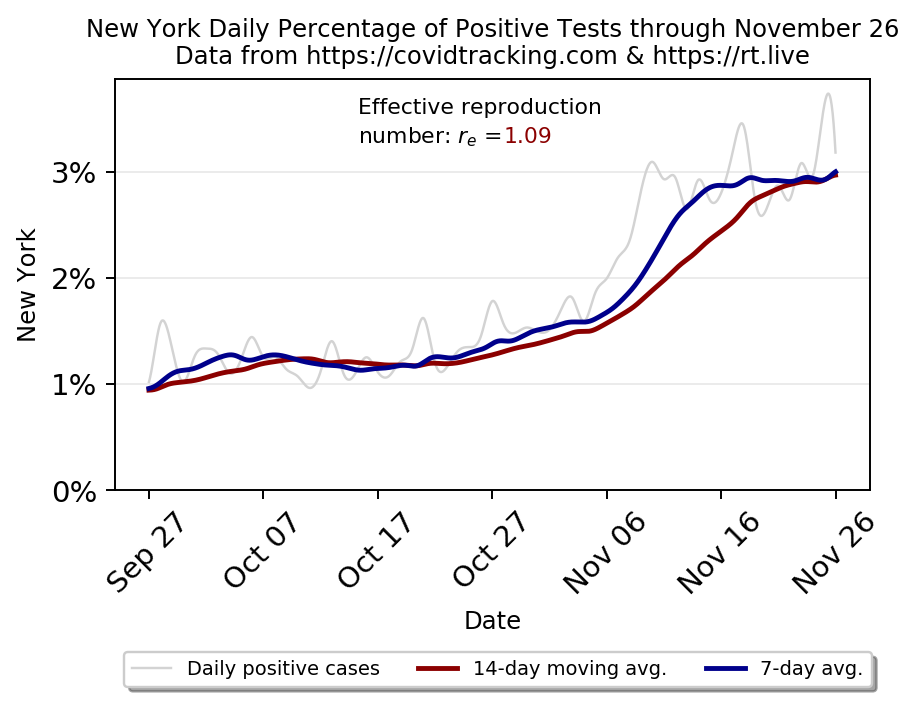 New York Daily Percentage of Positive Tests through November 26
Data from https://covidtracking.com & https://rt.live
Effective reproduction
number: rₑ =1.09
3%
2%
1%
0%
New York
Sep 27
Oct 07
Oct 17
Oct 27
Nov 06
Nov 16
Nov 26
Date
Daily positive cases
14-day moving avg.
7-day avg.